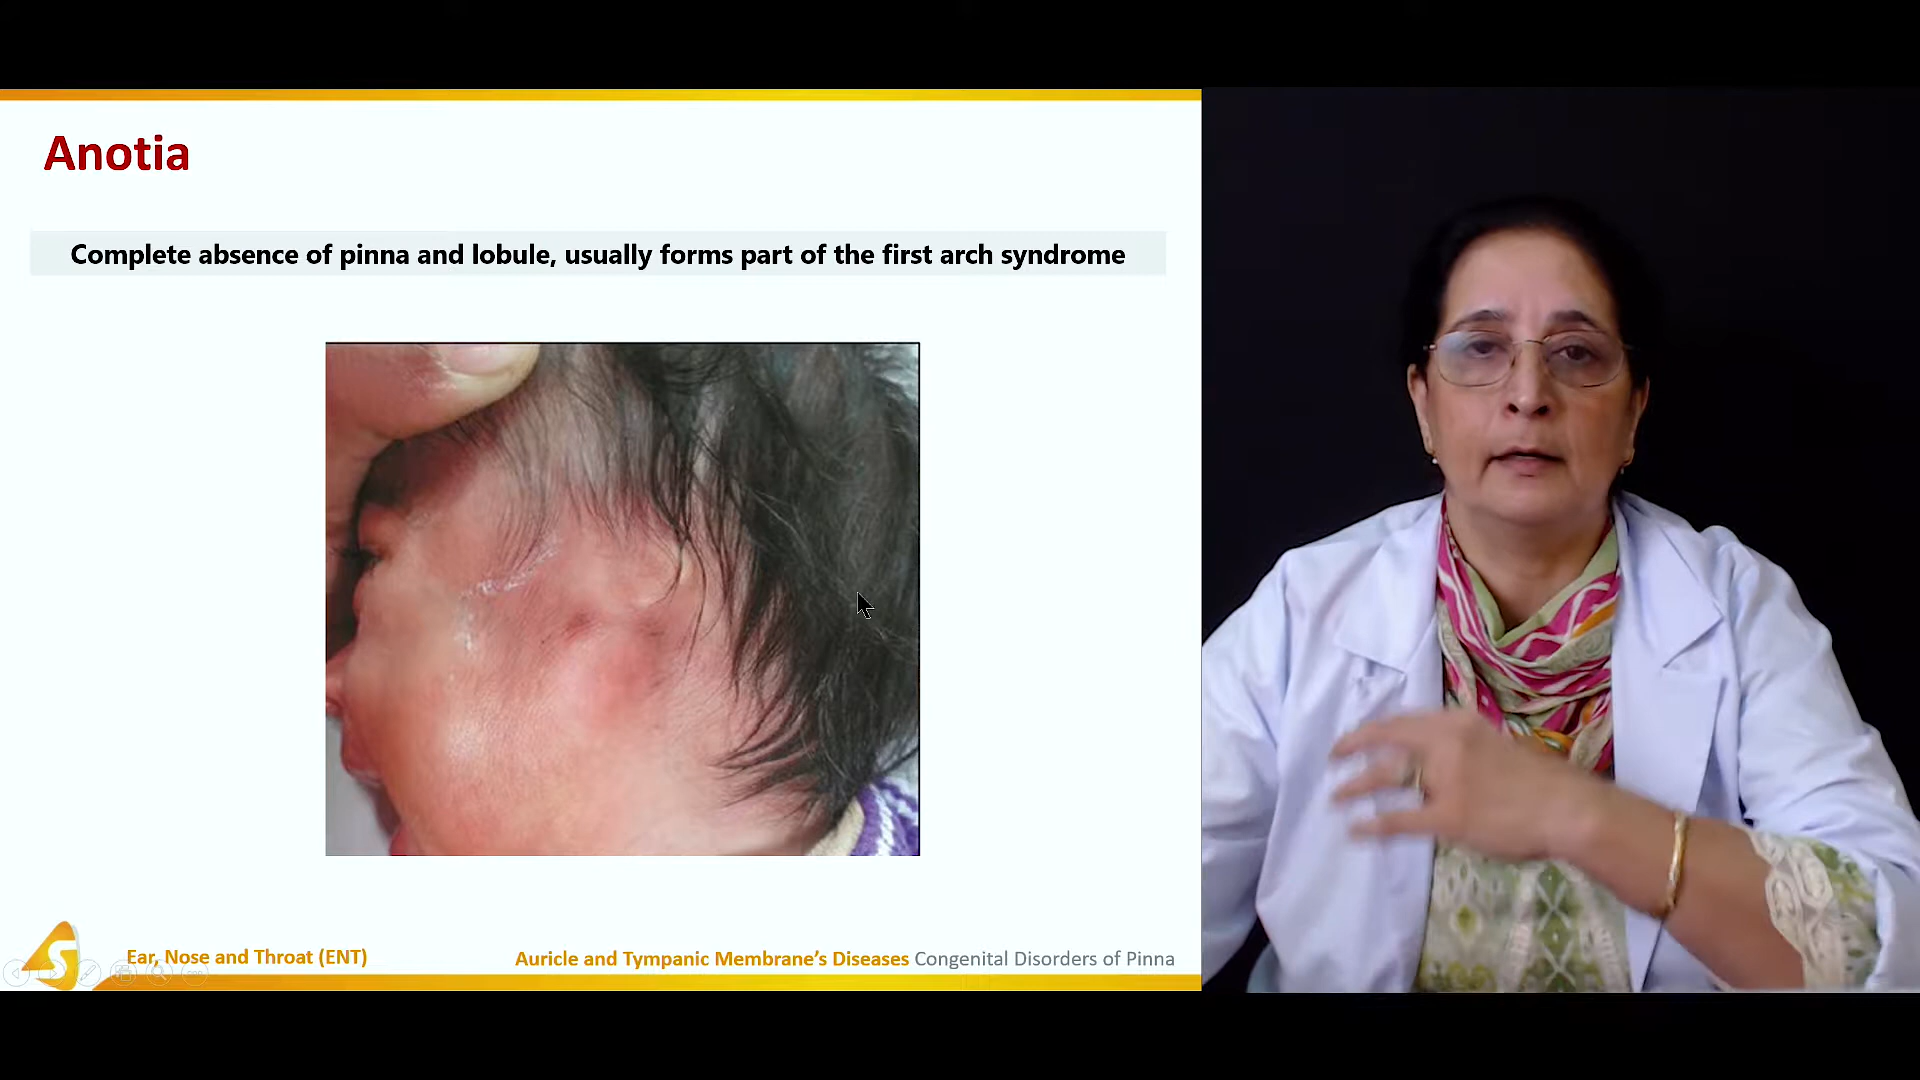 Anotia
Complete absence of pinna and lobule, usually forms part of the first arch syndrome
S
Ear, Nose and Throat (ENT)
Auricle and Tympanic Membrane's Diseases Congenital Disorders of Pinna